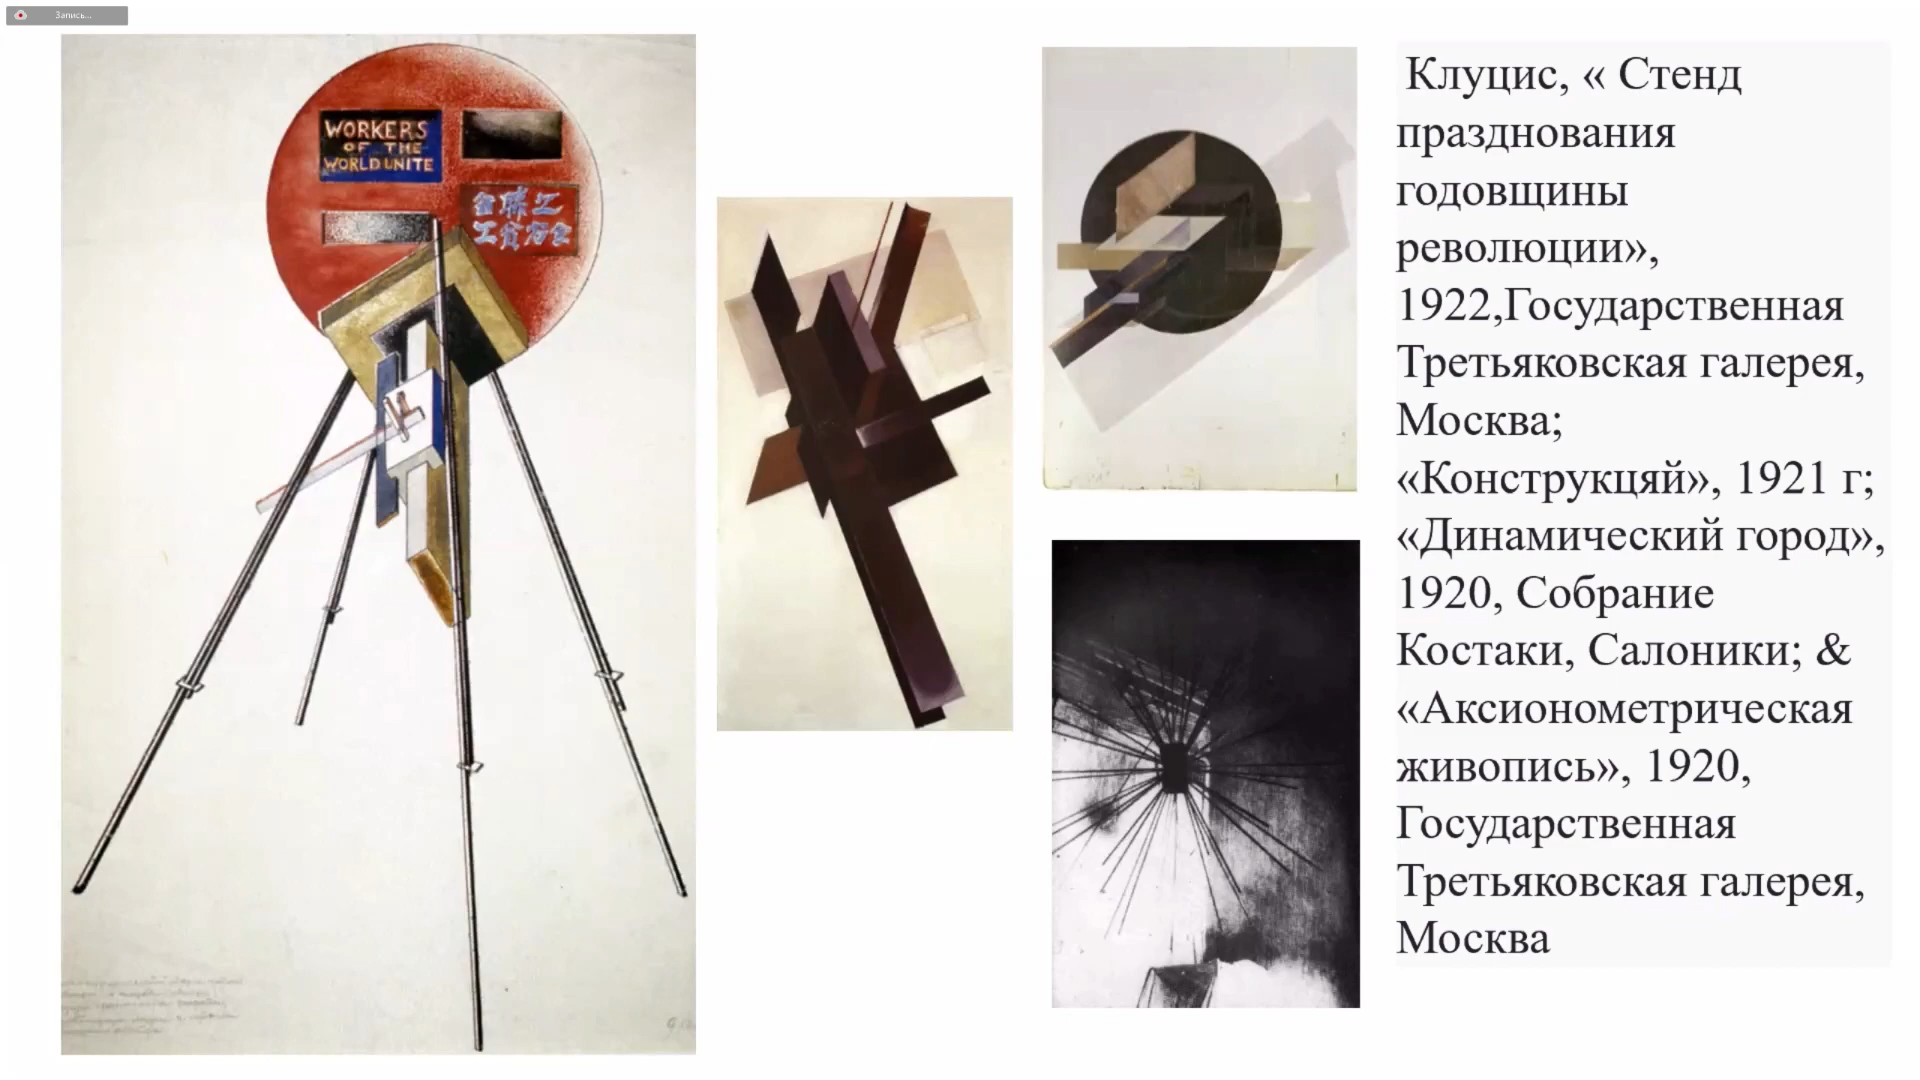 Запись...
WORKERS
OF THE
WORLD UNITE
Клуцис, « Стенд
празднования
годовщины
революции»,
1922,Государственная
Третьяковская галерея,
Москва;
«Конструкцяй», 1921 г;
«Динамический город»,
1920, Собрание
Костаки, Салоники; &
«Аксионометрическая
живопись», 1920,
Государственная
Третьяковская галерея,
Москва